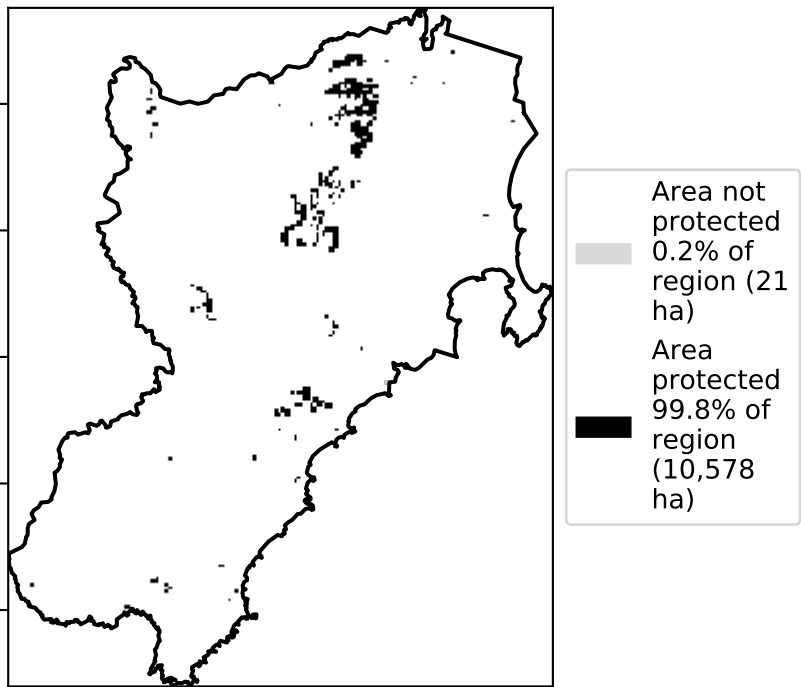 Area not
protected
0.2% of
region (21
ha)
Area
protected
99.8% of
region
(10,578
ha)